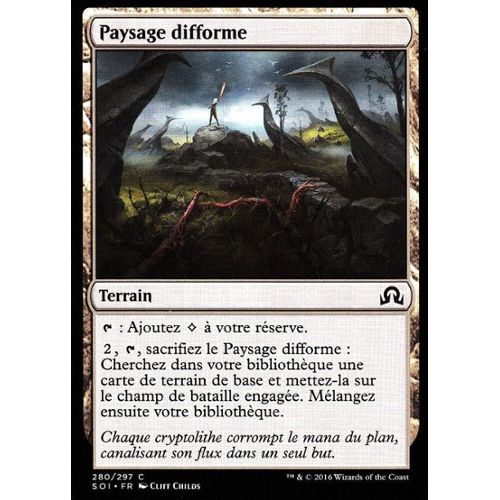 Paysage difforme
Terrain
: Ajoutez à votre réserve.
2, , sacrifiez le Paysage difforme :
Cherchez dans votre bibliothèque une
carte de terrain de base et mettez-la sur
le champ de bataille engagée. Mélangez
ensuite votre bibliothèque.
Chaque cryptolithe corrompt le mana du plan,
canalisant son flux dans un seul but.
280/297 C
SOI • FR CLIFF CHILDS
™ & © 2016 Wizards of the Coast